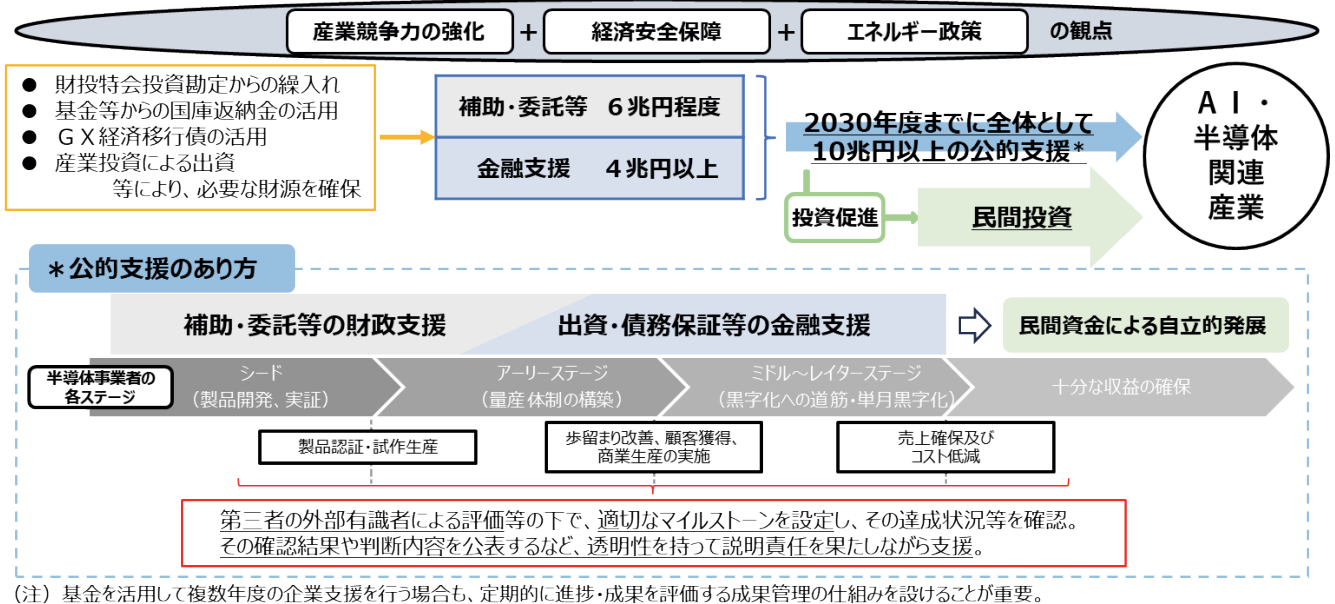 産業競争力の強化 + 経済安全保障 + エネルギー政策 の観点
● 財投特会投資勘定からの繰入れ
● 基金等からの国庫返納金の活用
● GX経済移行債の活用
● 産業投資による出資
等により、必要な財源を確保
補助・委託等 6兆円程度
金融支援 4兆円以上
2030年度までに全体として
10兆円以上の公的支援*
投資促進
民間投資
AI・
半導体
関連
産業
*公的支援のあり方
補助・委託等の財政支援
出資・債務保証等の金融支援
民間資金による自立的発展
半導体事業者の
各ステージ
シード
(製品開発、実証)
アーリーステージ
(量産体制の構築)
ミドル～レイターステージ
(黒字化への道筋・単月黒字化)
十分な収益の確保
製品認証・試作生産
歩留まり改善、顧客獲得、
商業生産の実施
売上確保及び
コスト低減
第三者の外部有識者による評価等の下で、適切なマイルストーンを設定し、その達成状況等を確認。
その確認結果や判断内容を公表するなど、透明性を持って説明責任を果たしながら支援。
(注) 基金を活用して複数年度の企業支援を行う場合も、定期的に進捗・成果を評価する成果管理の仕組みを設けることが重要。